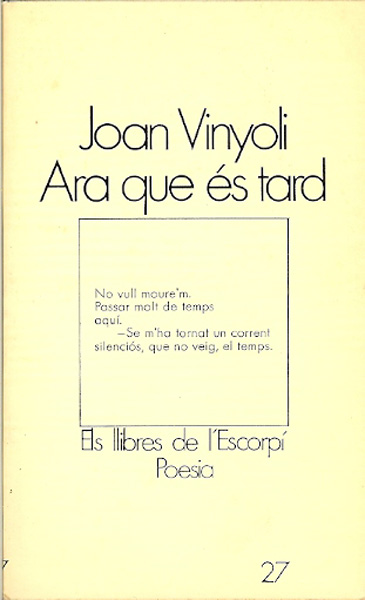 Joan Vinyoli
Ara que és tard
No vull moure'm.
Passar molt de temps
aquí.
—Se m'ha tornat un corrent
silenciós, que no veig, el temps.
Els llibres de l'Escorpí
Poesia
27